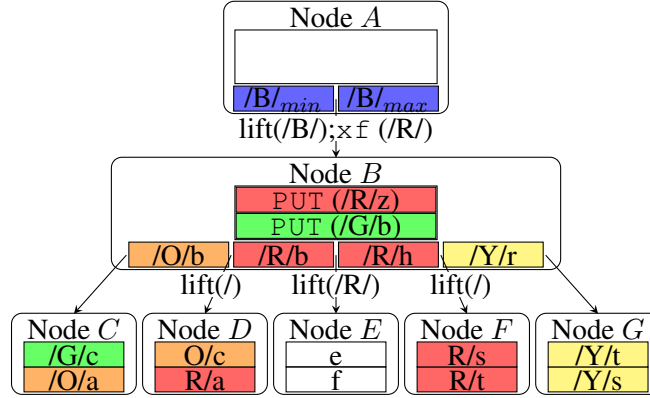 Node A
/B/min /B/max
lift(/B/);xf (/R/)
Node B
PUT (/R/z)
PUT (/G/b)
/O/b /R/b /R/h /Y/r
lift(/) lift(/R/) lift(/)
Node C Node D Node E Node F Node G
/G/c O/c e R/s /Y/t
/O/a R/a f R/t /Y/s